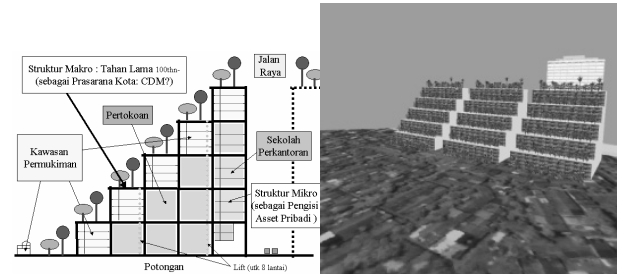 Jalan
Raya
Struktur Makro : Tahan Lama 100thn-
(sebagai Prasarana Kota: CDM?)
Pertokoan
Sekolah
Perkantoran
Kawasan
Permukiman
Struktur Mikro
(sebagai Pengisi
Asset Pribadi )
Potongan
Lift (utk 8 lantai)